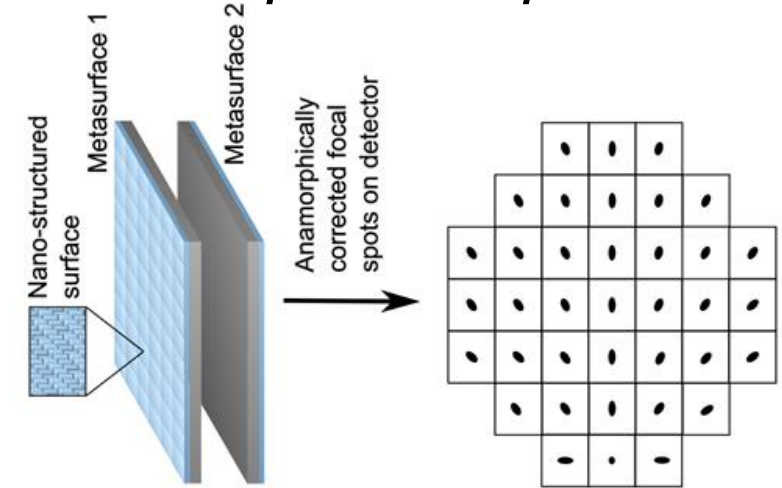 Nano-structured
surface
Metasurface 1
Metasurface 2
Anamorphically
corrected focal
spots on detector